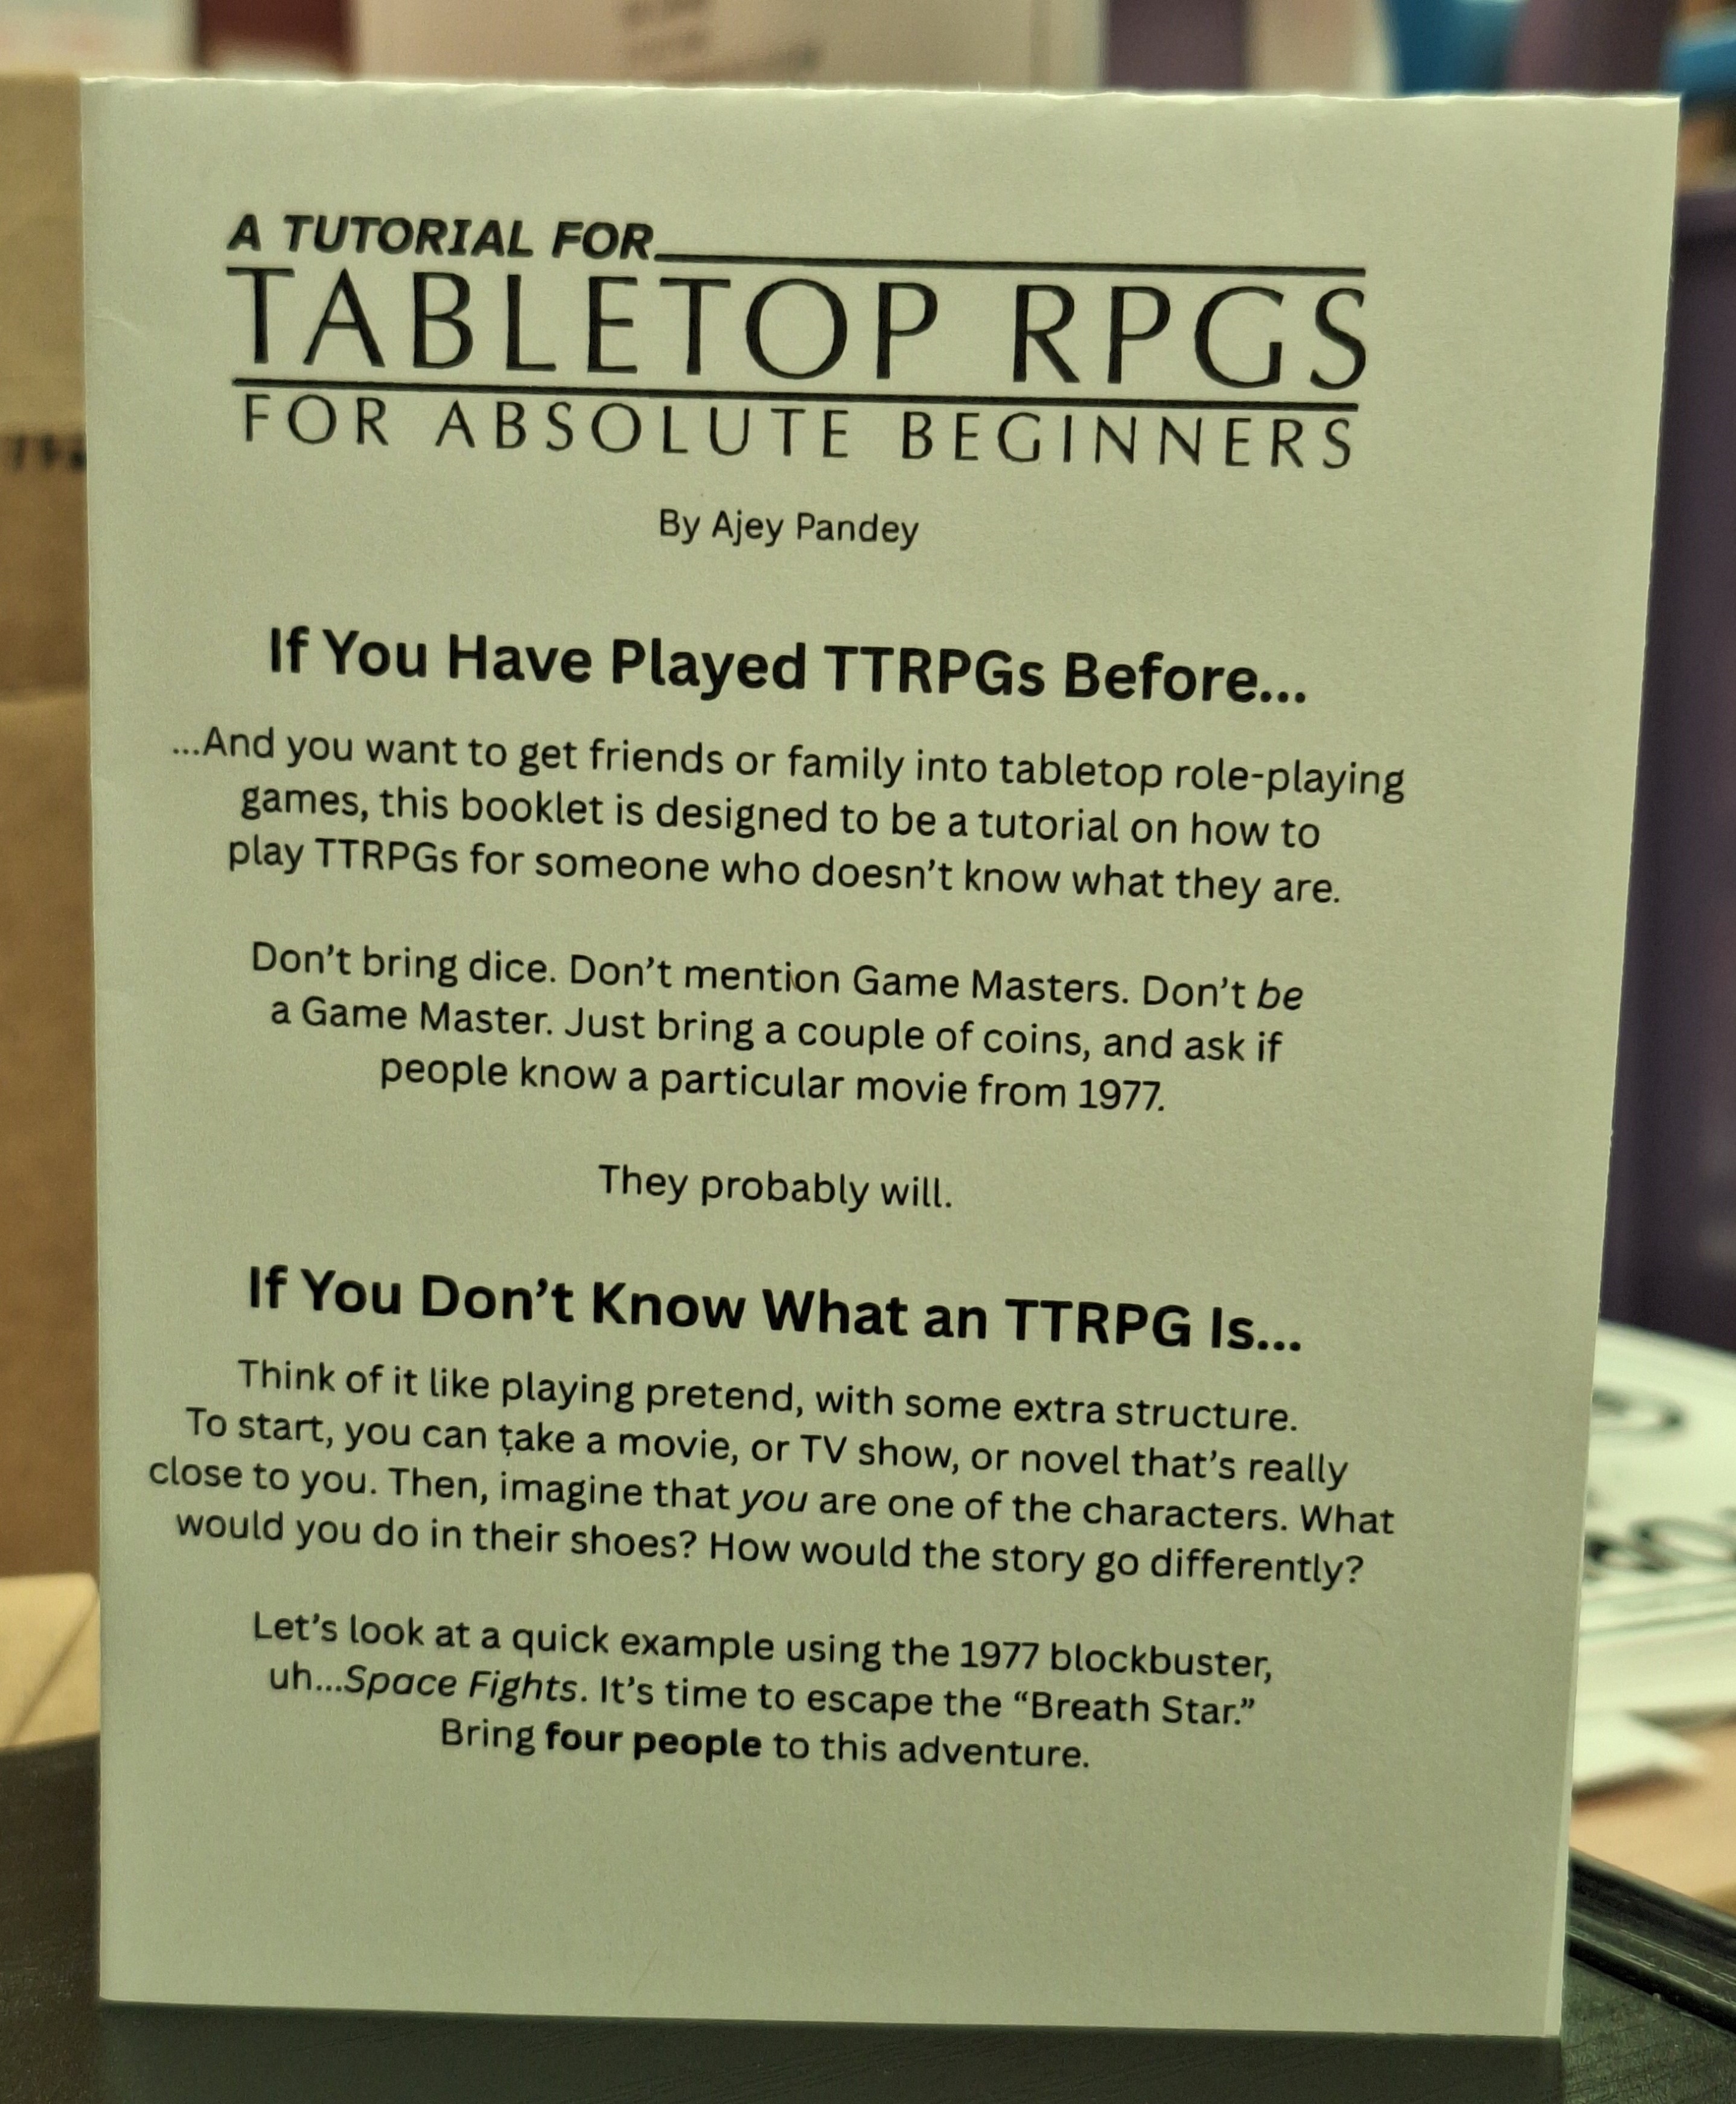 A TUTORIAL FOR
TABLETOP RPGS
FOR ABSOLUTE BEGINNERS
By Ajey Pandey
If You Have Played TTRPGs Before...
...And you want to get friends or family into tabletop role-playing
games, this booklet is designed to be a tutorial on how to
play TTRPGs for someone who doesn’t know what they are.
Don’t bring dice. Don’t mention Game Masters. Don’t be
a Game Master. Just bring a couple of coins, and ask if
people know a particular movie from 1977.
They probably will.
If You Don’t Know What an TTRPG Is...
Think of it like playing pretend, with some extra structure.
To start, you can take a movie, or TV show, or novel that’s really
close to you. Then, imagine that you are one of the characters. What
would you do in their shoes? How would the story go differently?
Let’s look at a quick example using the 1977 blockbuster,
uh...Space Fights. It’s time to escape the “Breath Star.”
Bring four people to this adventure.